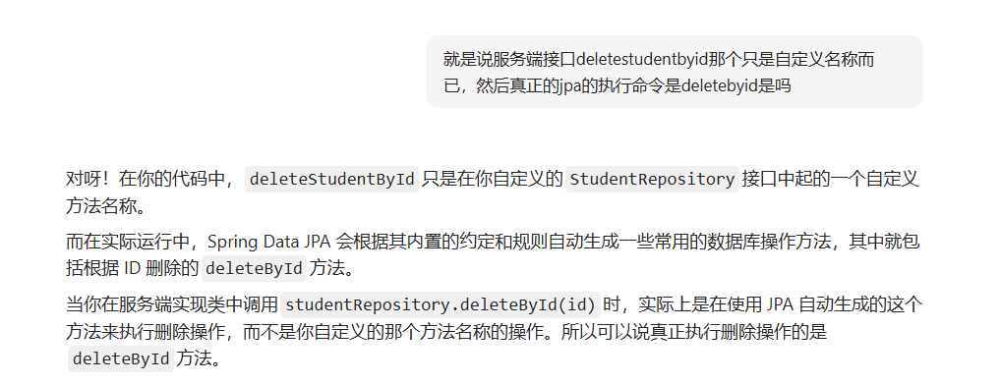 就是说服务端接口deletestudentbyid那个只是自定义名称而
已，然后真正的jpa的执行命令是deletebyid是吗
对呀！在你的代码中， deleteStudentById 只是在你自定义的 StudentRepository 接口中起的一个自定义
方法名称。
而在实际运行中，Spring Data JPA 会根据其内置的约定和规则自动生成一些常用的数据库操作方法，其中就包
括根据 ID 删除的 deleteById 方法。
当你在服务端实现类中调用 studentRepository.deleteById(id) 时，实际上是在使用 JPA 自动生成的这个
方法来执行删除操作，而不是你自定义的那个方法名称的操作。所以可以说真正执行删除操作的是
deleteById 方法。